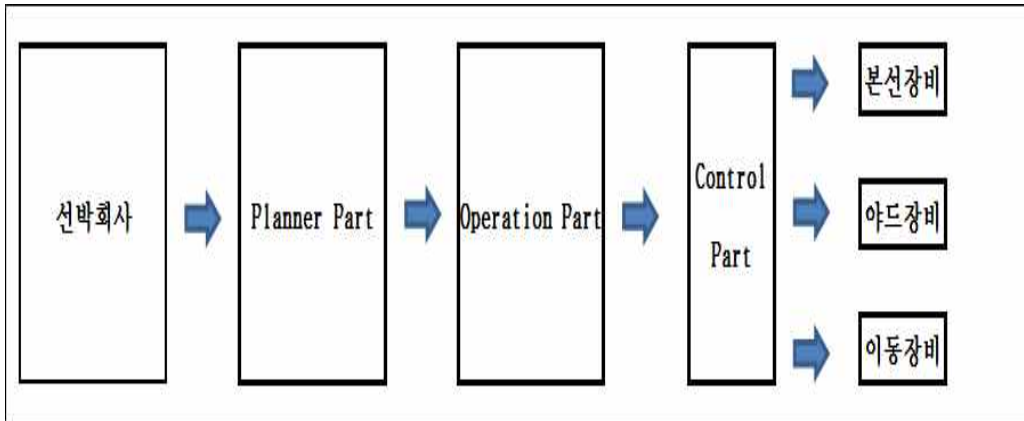 선박회사
Planner Part
Operation Part
Control
Part
본선장비
야드장비
이동장비